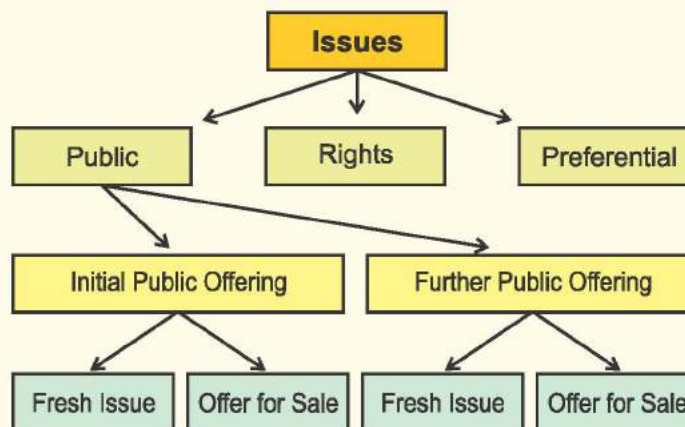 Issues
Public
Rights
Preferential
Initial Public Offering
Further Public Offering
Fresh Issue
Offer for Sale
Fresh Issue
Offer for Sale